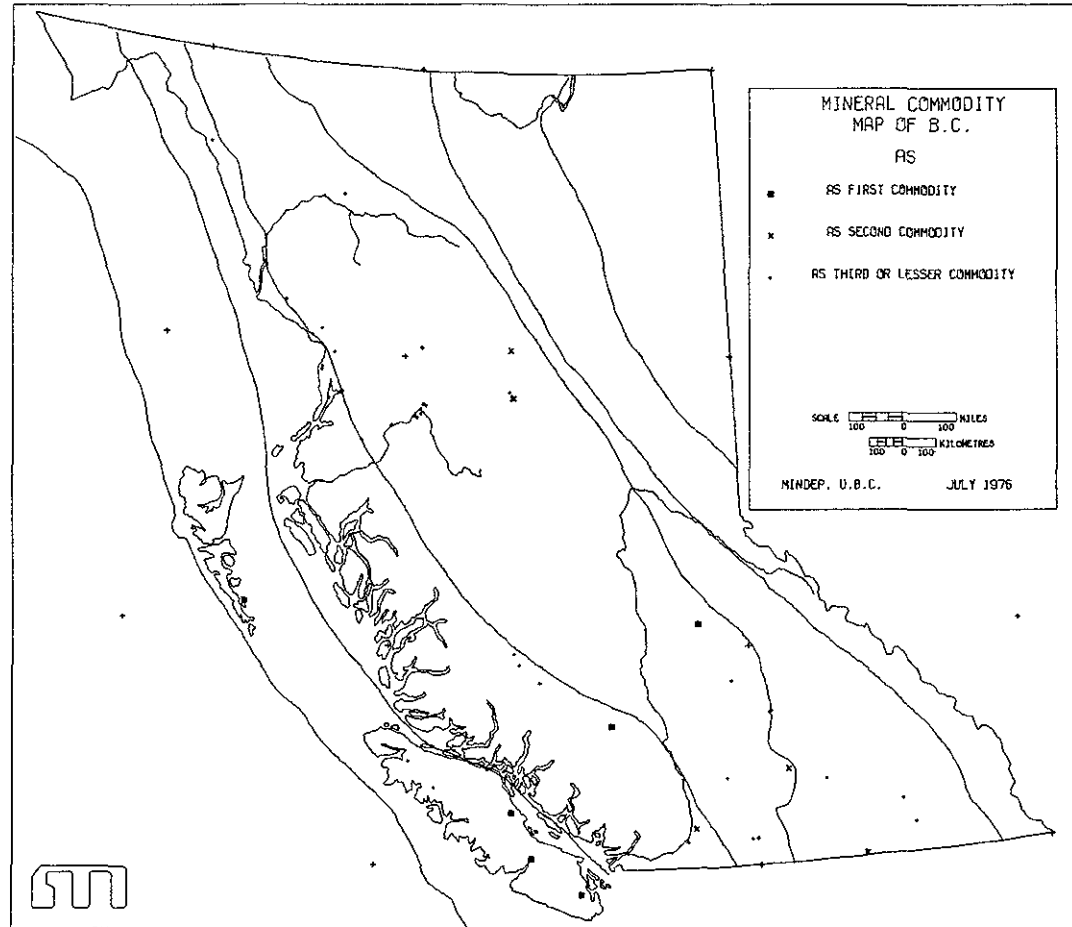 MINERAL COMMODITY
MAP OF B.C.
AS
AS FIRST COMMODITY
AS SECOND COMMODITY
AS THIRD OR LESSER COMMODITY
SCALE 100 0 100 MILES
100 0 100 KILOMETRES
MINDEP, U.B.C. JULY 1976